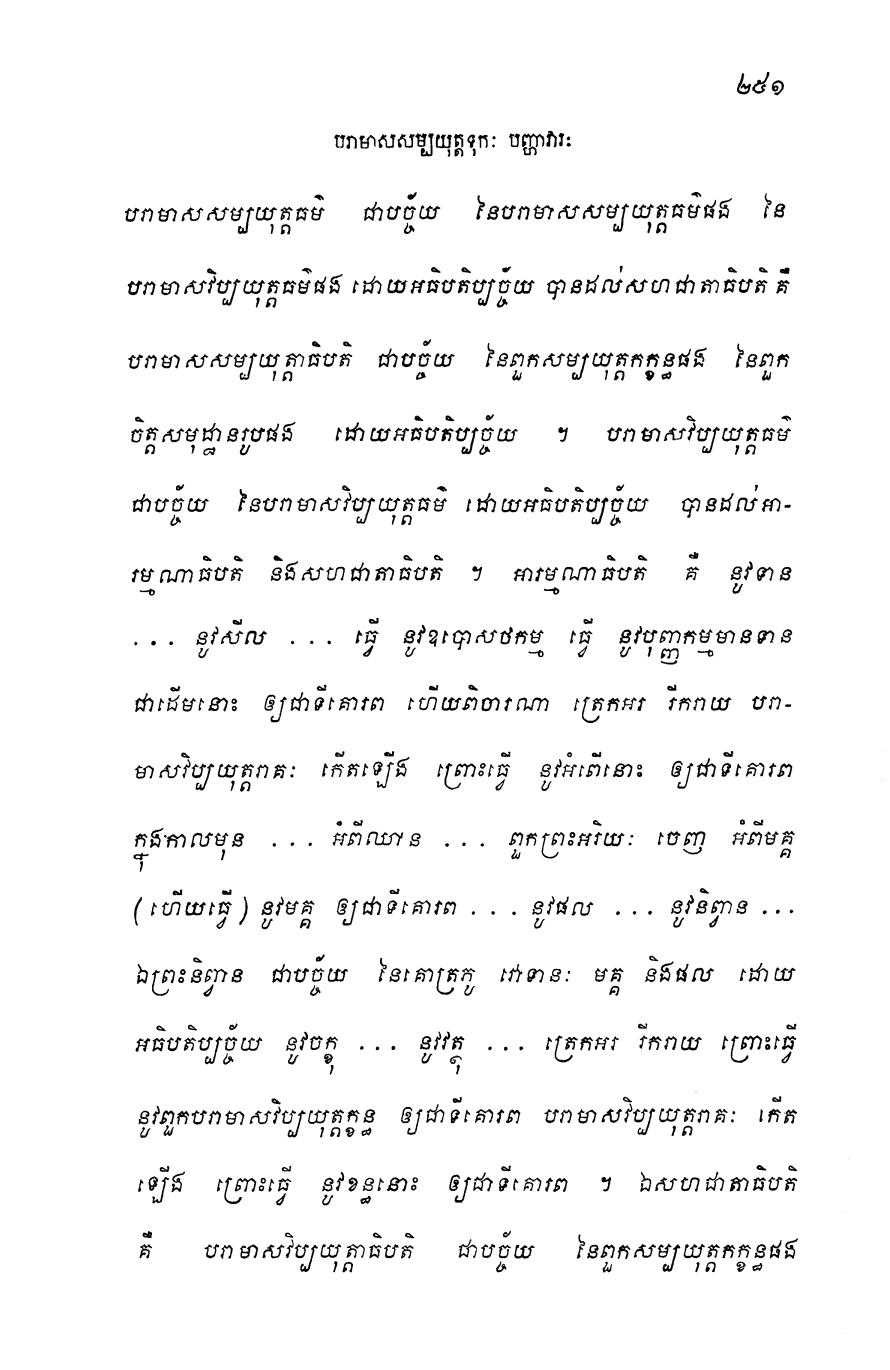 ២៥១
បរាមាសសម្បយុត្តទុកៈ បញ្ហាវារៈ
បរាមាសសម្បយុត្តធម៌ ជាបច្ច័យ នៃបរាមាសសម្បយុត្តធម៌ផង នៃ
បរាមាសវិប្បយុត្តធម៌ផង ដោយអធិបតិប្បច្ច័យ បានដល់សហជាតាធិបតិ គឺ
បរាមាសសម្បយុត្តាធិបតិ ជាបច្ច័យ នៃពួកសម្បយុត្តកក្ខន្ធផង នៃពួក
ចិត្តសមុដ្ឋានរូបផង ដោយអធិបតិប្បច្ច័យ ។ បរាមាសវិប្បយុត្តធម៌
ជាបច្ច័យ នៃបរាមាសវិប្បយុត្តធម៌ ដោយអធិបតិប្បច្ច័យ បានដល់អា-
រម្មណាធិបតិ និងសហជាតាធិបតិ ។ អារម្មណាធិបតិ គឺ នូវទាន
... នូវសីល ... ធ្វើ នូវឧបោសថកម្ម ធ្វើ នូវបុញ្ញកម្មមានទាន
ជាដើមនោះ ឲ្យជាទីគោរព ហើយពិចារណា ត្រេកអរ រីករាយ បរា-
មាសវិប្បយុត្តរាគៈ កើតឡើង ព្រោះធ្វើ នូវអំពើនោះ ឲ្យជាទីគោរព
ក្នុងកាលមុន ... អំពីឈាន ... ពួកព្រះអរិយៈ ចេញ អំពីមគ្គ
(ហើយធ្វើ) នូវមគ្គ ឲ្យជាទីគោរព ... នូវផល ... នូវនិព្វាន ...
ឯព្រះនិព្វាន ជាបច្ច័យ នៃគោត្រភូ វោទានៈ មគ្គ និងផល ដោយ
អធិបតិប្បច្ច័យ នូវចក្ខុ ... នូវវត្ថុ ... ត្រេកអរ រីករាយ ព្រោះធ្វើ
នូវពួកបរាមាសវិប្បយុត្តក្ខន្ធ ឲ្យជាទីគោរព បរាមាសវិប្បយុត្តរាគៈ កើត
ឡើង ព្រោះធ្វើ នូវខន្ធនោះ ឲ្យជាទីគោរព ។ ឯសហជាតាធិបតិ
គឺ បរាមាសវិប្បយុត្តាធិបតិ ជាបច្ច័យ នៃពួកសម្បយុត្តកក្ខន្ធផង